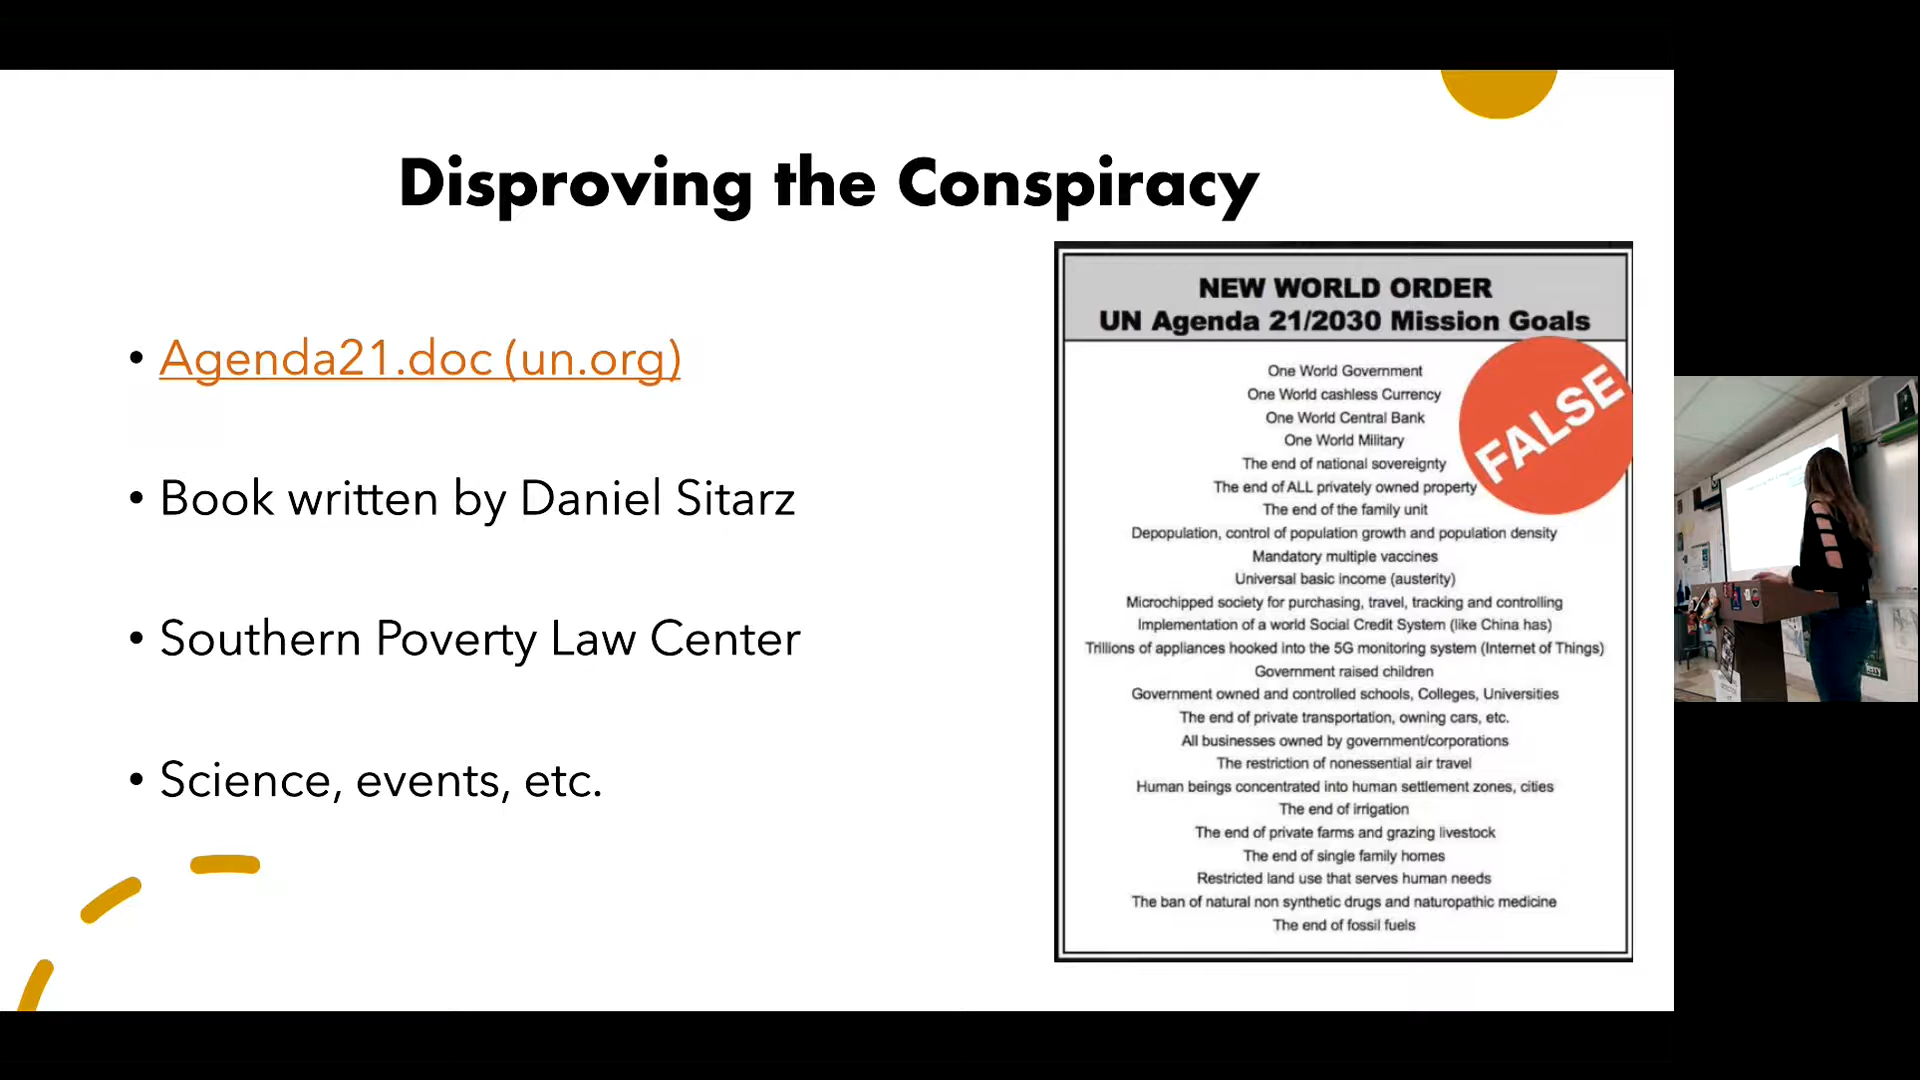 Disproving the Conspiracy
• Agenda21.doc (un.org)
• Book written by Daniel Sitarz
• Southern Poverty Law Center
• Science, events, etc.
NEW WORLD ORDER
UN Agenda 21/2030 Mission Goals
FALSE
One World Government
One World cashless Currency
One World Central Bank
One World Military
The end of national sovereignty
The end of ALL privately owned property
The end of the family unit
Depopulation, control of population growth and population density
Mandatory multiple vaccines
Universal basic income (austerity)
Microchipped society for purchasing, travel, tracking and controlling
Implementation of a world Social Credit System (like China has)
Trillions of appliances hooked into the 5G monitoring system (Internet of Things)
Government raised children
Government owned and controlled schools, Colleges, Universities
The end of private transportation, owning cars, etc.
All businesses owned by government/corporations
The restriction of nonessential air travel
Human beings concentrated into human settlement zones, cities
The end of irrigation
The end of private farms and grazing livestock
The end of single family homes
Restricted land use that serves human needs
The ban of natural non synthetic drugs and naturopathic medicine
The end of fossil fuels